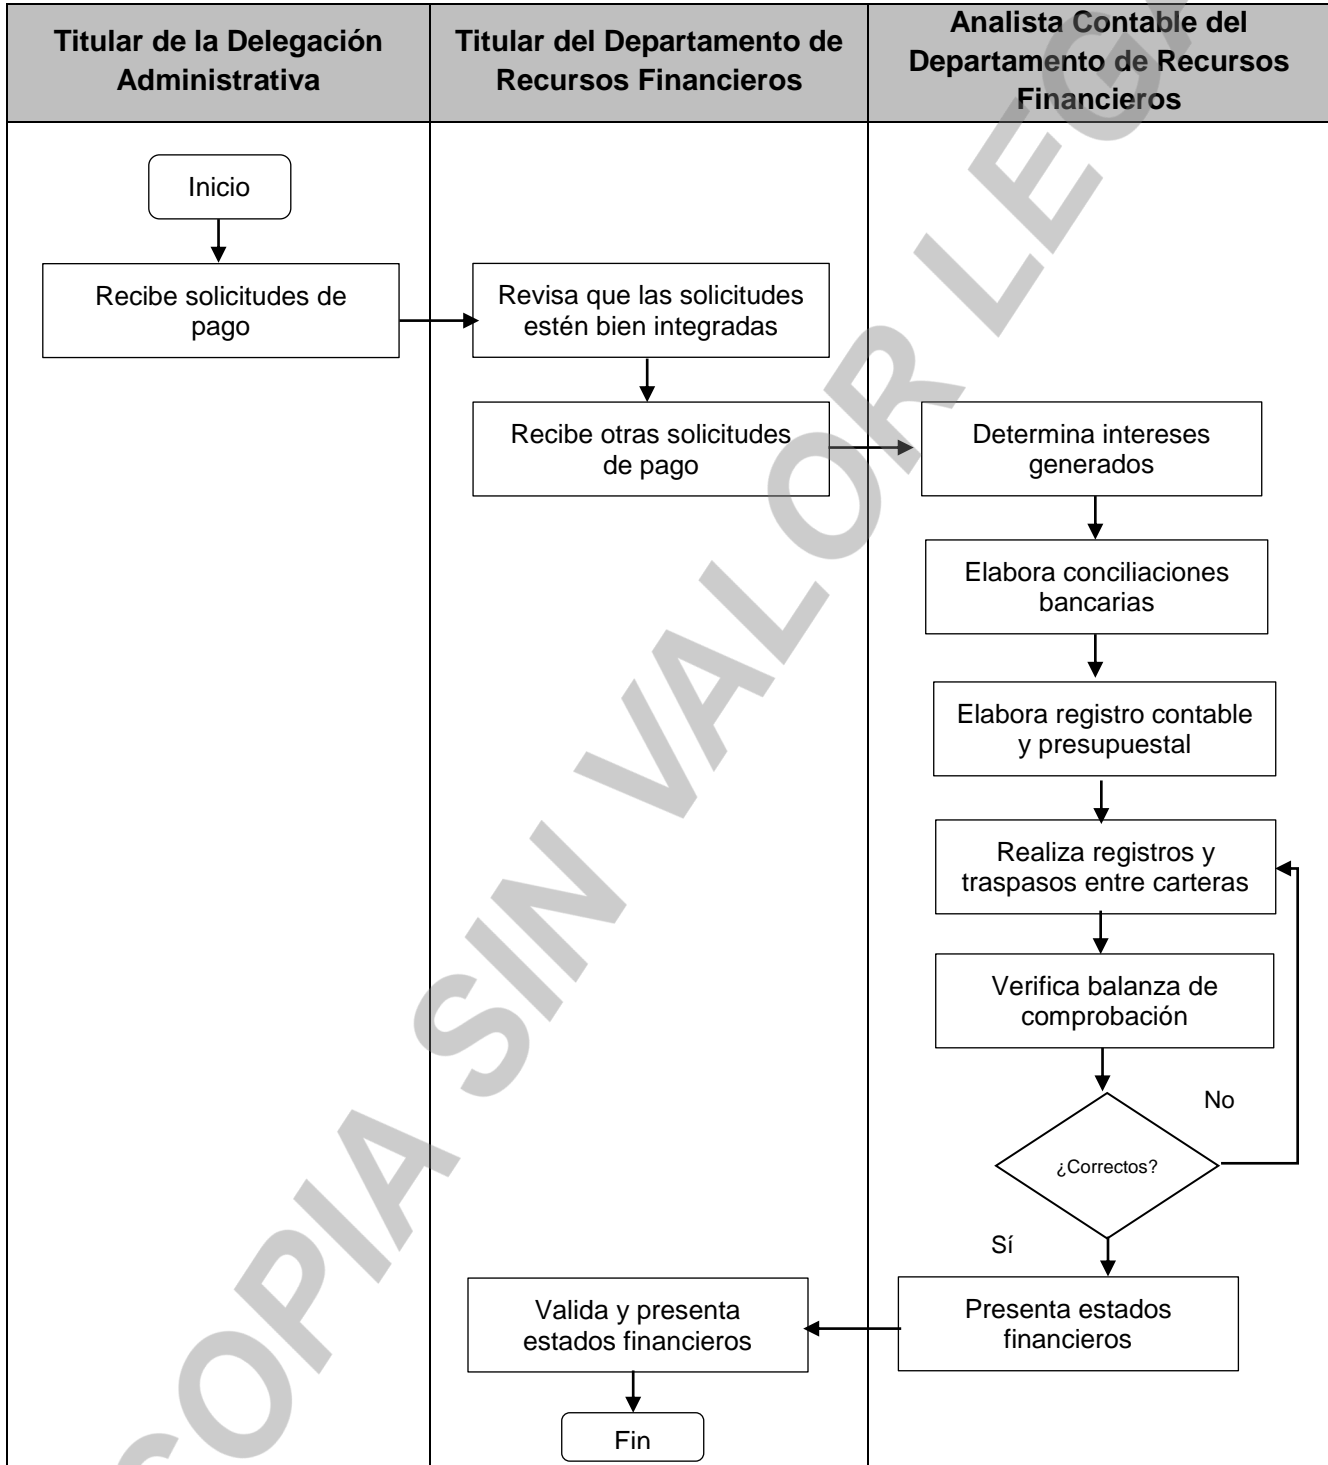 Titular de la Delegación
Administrativa
Titular del Departamento de
Recursos Financieros
Analista Contable del
Departamento de Recursos
Financieros
Inicio
Recibe solicitudes de
pago
Revisa que las solicitudes
estén bien integradas
Recibe otras solicitudes
de pago
Determina intereses
generados
Elabora conciliaciones
bancarias
Elabora registro contable
y presupuestal
Realiza registros y
traspasos entre carteras
Verifica balanza de
comprobación
¿Correctos?
No
Sí
Presenta estados
financieros
Valida y presenta
estados financieros
Fin
COPIA SIN VALOR LEGA